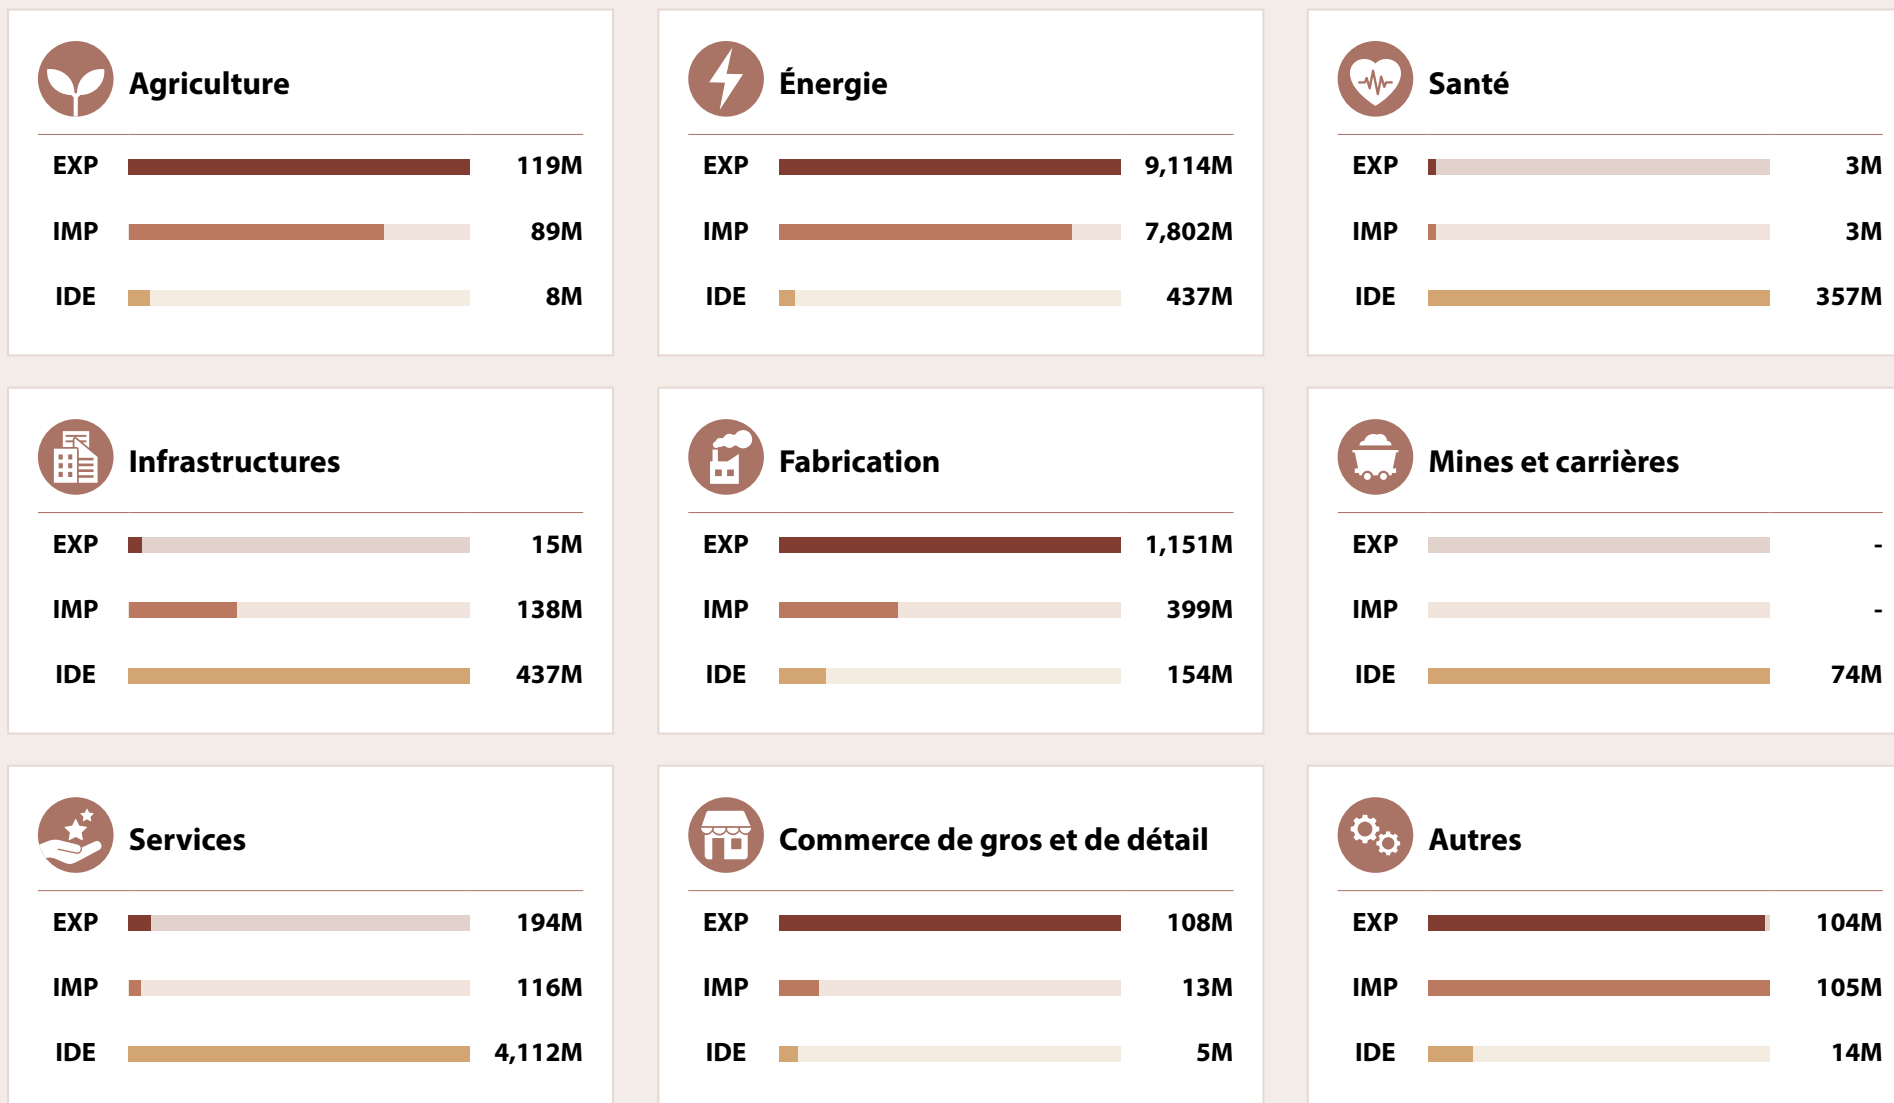 Agriculture
EXP 119M
IMP 89M
IDE 8M
Énergie
EXP 9,114M
IMP 7,802M
IDE 437M
Santé
EXP 3M
IMP 3M
IDE 357M
Infrastructures
EXP 15M
IMP 138M
IDE 437M
Fabrication
EXP 1,151M
IMP 399M
IDE 154M
Mines et carrières
EXP -
IMP -
IDE 74M
Services
EXP 194M
IMP 116M
IDE 4,112M
Commerce de gros et de détail
EXP 108M
IMP 13M
IDE 5M
Autres
EXP 104M
IMP 105M
IDE 14M